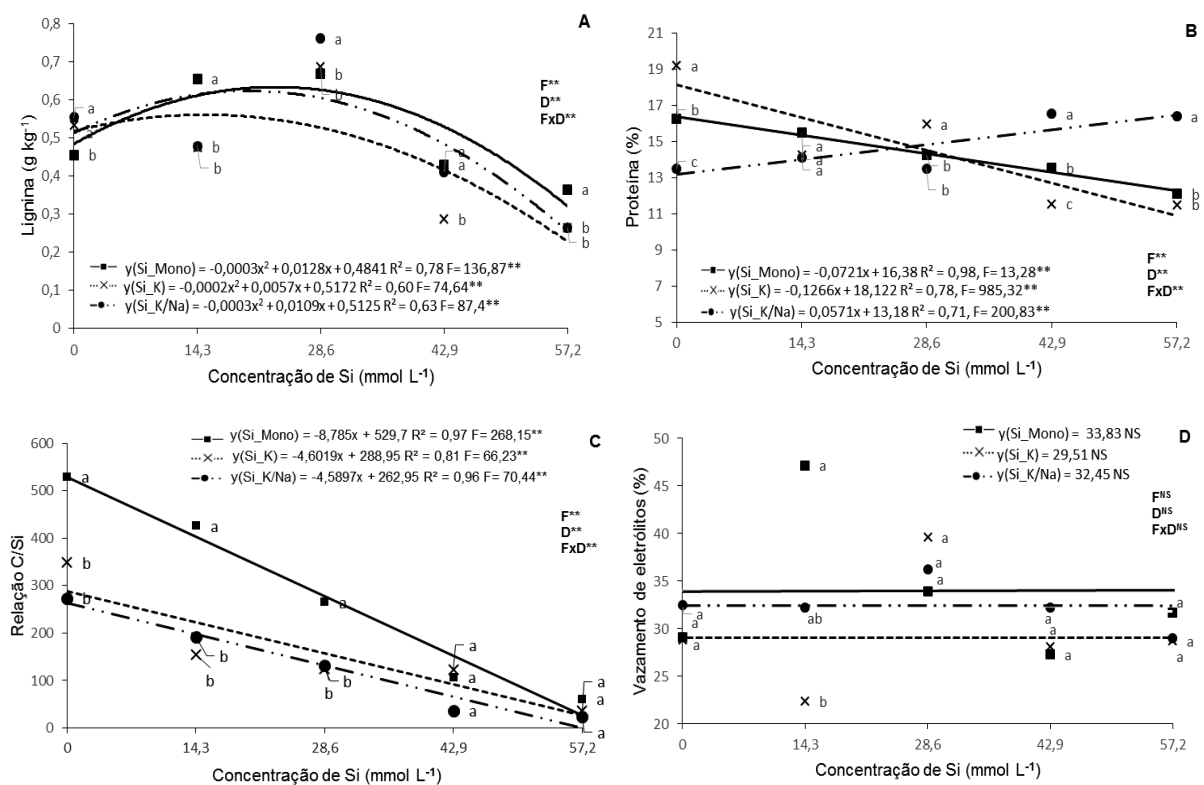 A
Lignina (g kg⁻¹)
0,8
0,7
0,6
0,5
0,4
0,3
0,2
0,1
0
a
b
a
b
a
b
b
a
a
b
a
b
b
F**
D**
FxD**
y(Si_Mono) = -0,0003x² + 0,0128x + 0,4841 R² = 0,78 F= 136,87**
y(Si_K) = -0,0002x² + 0,0057x + 0,5172 R² = 0,60 F= 74,64**
y(Si_K/Na) = -0,0003x² + 0,0109x + 0,5125 R² = 0,63 F= 87,4**
0 14,3 28,6 42,9 57,2
Concentração de Si (mmol L⁻¹)
B
Proteína (%)
21
19
17
15
13
11
9
7
5
a
b
c
a
a
a
a
b
b
a
b
c
a
b
b
F**
D**
FxD**
y(Si_Mono) = -0,0721x + 16,38 R² = 0,98, F= 13,28**
y(Si_K) = -0,1266x + 18,122 R² = 0,78, F= 985,32**
y(Si_K/Na) = 0,0571x + 13,18 R² = 0,71, F= 200,83**
0 14,3 28,6 42,9 57,2
Concentração de Si (mmol L⁻¹)
y(Si_Mono) = -8,785x + 529,7 R² = 0,97 F= 268,15**
y(Si_K) = -4,6019x + 288,95 R² = 0,81 F= 66,23**
y(Si_K/Na) = -4,5897x + 262,95 R² = 0,96 F= 70,44**
C
Relação C/Si
600
500
400
300
200
100
0
a
b
b
a
b
b
a
b
b
a
a
a
a
a
a
F**
D**
FxD**
0 14,3 28,6 42,9 57,2
Concentração de Si (mmol L⁻¹)
D
y(Si_Mono) = 33,83 NS
y(Si_K) = 29,51 NS
y(Si_K/Na) = 32,45 NS
F^NS
D^NS
FxD^NS
Vazamento de eletrólitos (%)
50
45
40
35
30
25
20
a
a
a
a
ab
b
a
a
a
a
a
a
a
a
a
0 14,3 28,6 42,9 57,2
Concentração de Si (mmol L⁻¹)